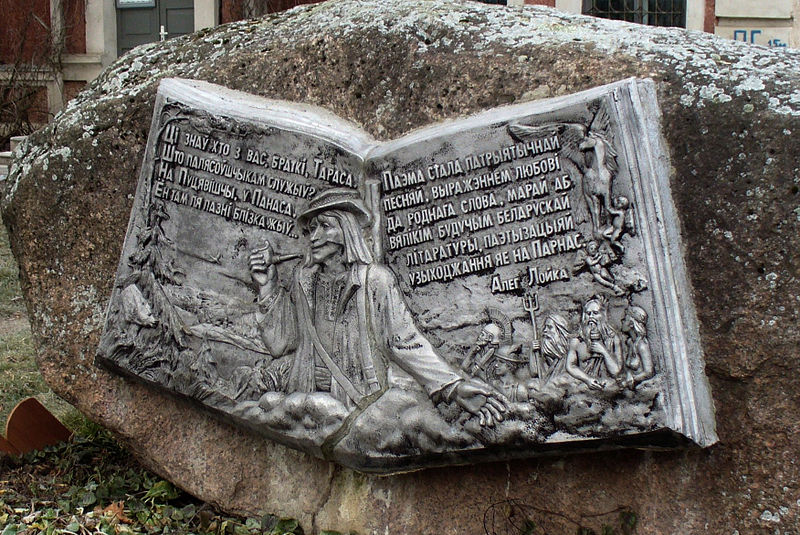 Ці знаў хто з вас, браткі, Тараса,
Што палясоўшчыкам служыў?
На Пуцявішчы, у Панаса,
Ён там ля лазні блізка жыў.
Паэма стала патрыятычнай
песняй, выражэннем любові
да роднага слова, марай аб
вялікім будучым беларускай
літаратуры, паэтызацыяй
узыходжання яе на Парнас.
Алег Лойка